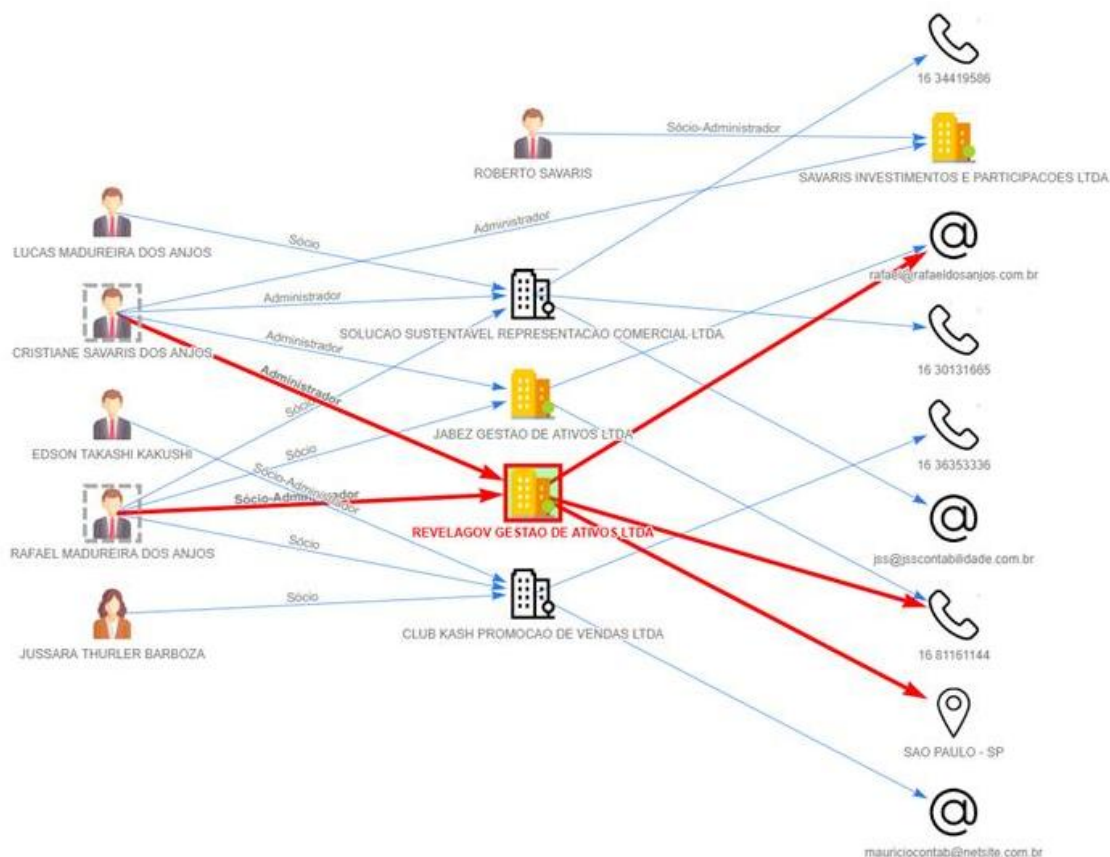 16 34419586
Sócio-Administrador
ROBERTO SAVARIS
SAVARIS INVESTIMENTOS E PARTICIPACOES LTDA
Administrador
LUCAS MADUREIRA DOS ANJOS
Sócio
rafael@rafaeldosanjos.com.br
Administrador
SOLUCAO SUSTENTAVEL REPRESENTACAO COMERCIAL LTDA
CRISTIANE SAVARIS DOS ANJOS
Administrador
16 30131665
Administrador
Sócio
JABEZ GESTAO DE ATIVOS LTDA
EDSON TAKASHI KAKUSHI
Sócio
16 36353336
Sócio-Administrador
Sócio-Administrador
REVELAGOV GESTAO DE ATIVOS LTDA
RAFAEL MADUREIRA DOS ANJOS
Sócio
jss@jsscontabilidade.com.br
Sócio
CLUB KASH PROMOCAO DE VENDAS LTDA
JUSSARA THURLER BARBOZA
16 81161144
SAO PAULO - SP
mauriciocontab@netsite.com.br